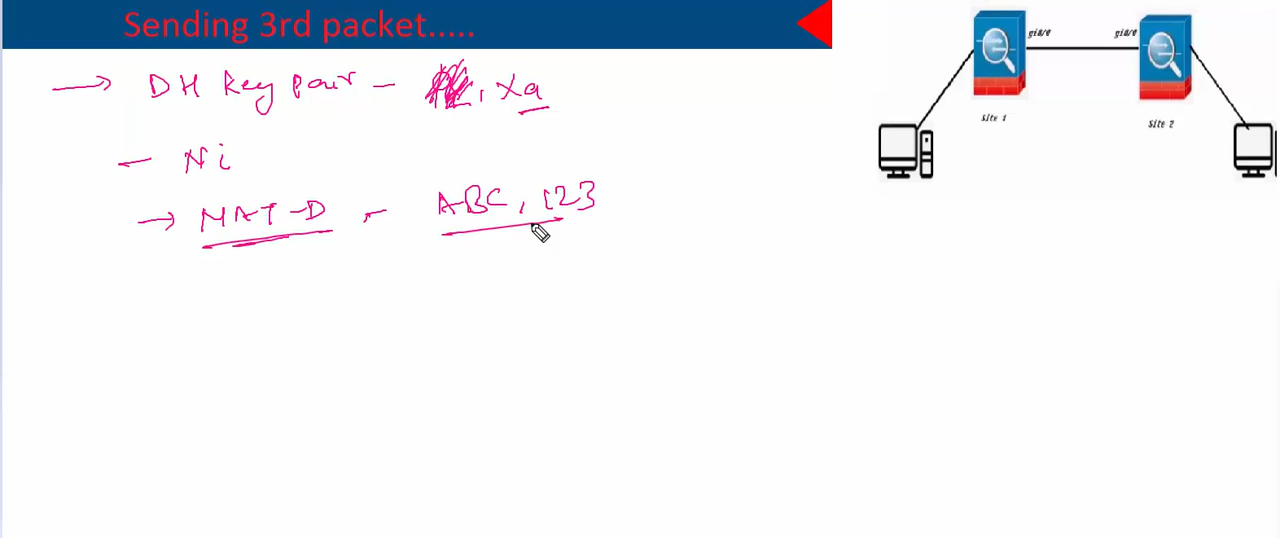 Sending 3rd packet.....
→ DH key pair - , Xa
- Ni
→ NAT-D - ABC, 123
gi0/0 gi0/0
Site 1
Site 2